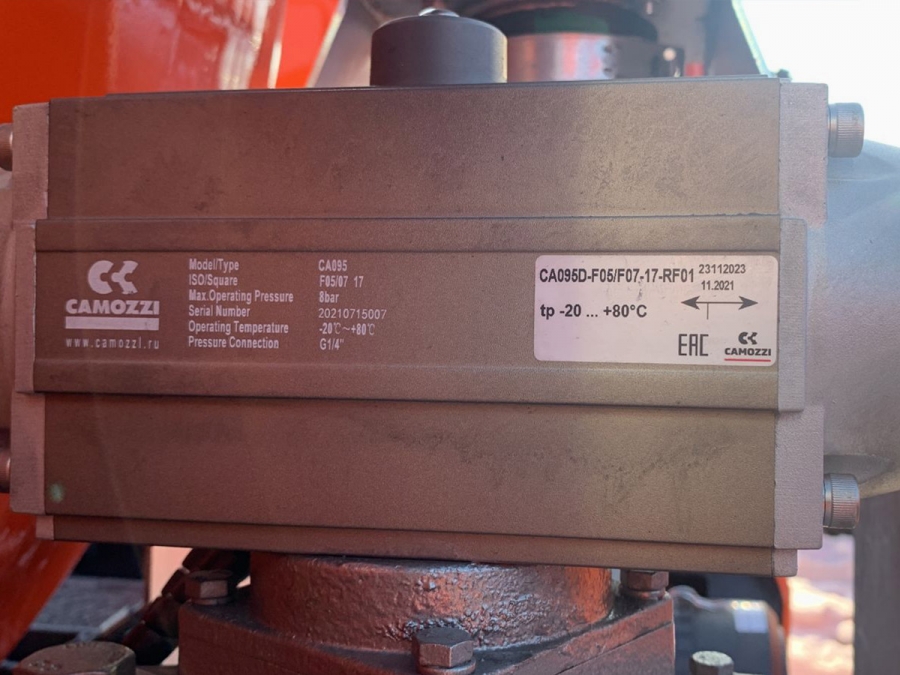 CAMOZZI
www.camozzi.ru
Model/Type CA095
ISO/Square F05/07 17
Max.Operating Pressure 8bar
Serial Number 20210715007
Operating Temperature -20℃~+80℃
Pressure Connection G1/4"
CA095D-F05/F07-17-RF01 23112023
11.2021
tp -20 ... +80°C
EAC CAMOZZI